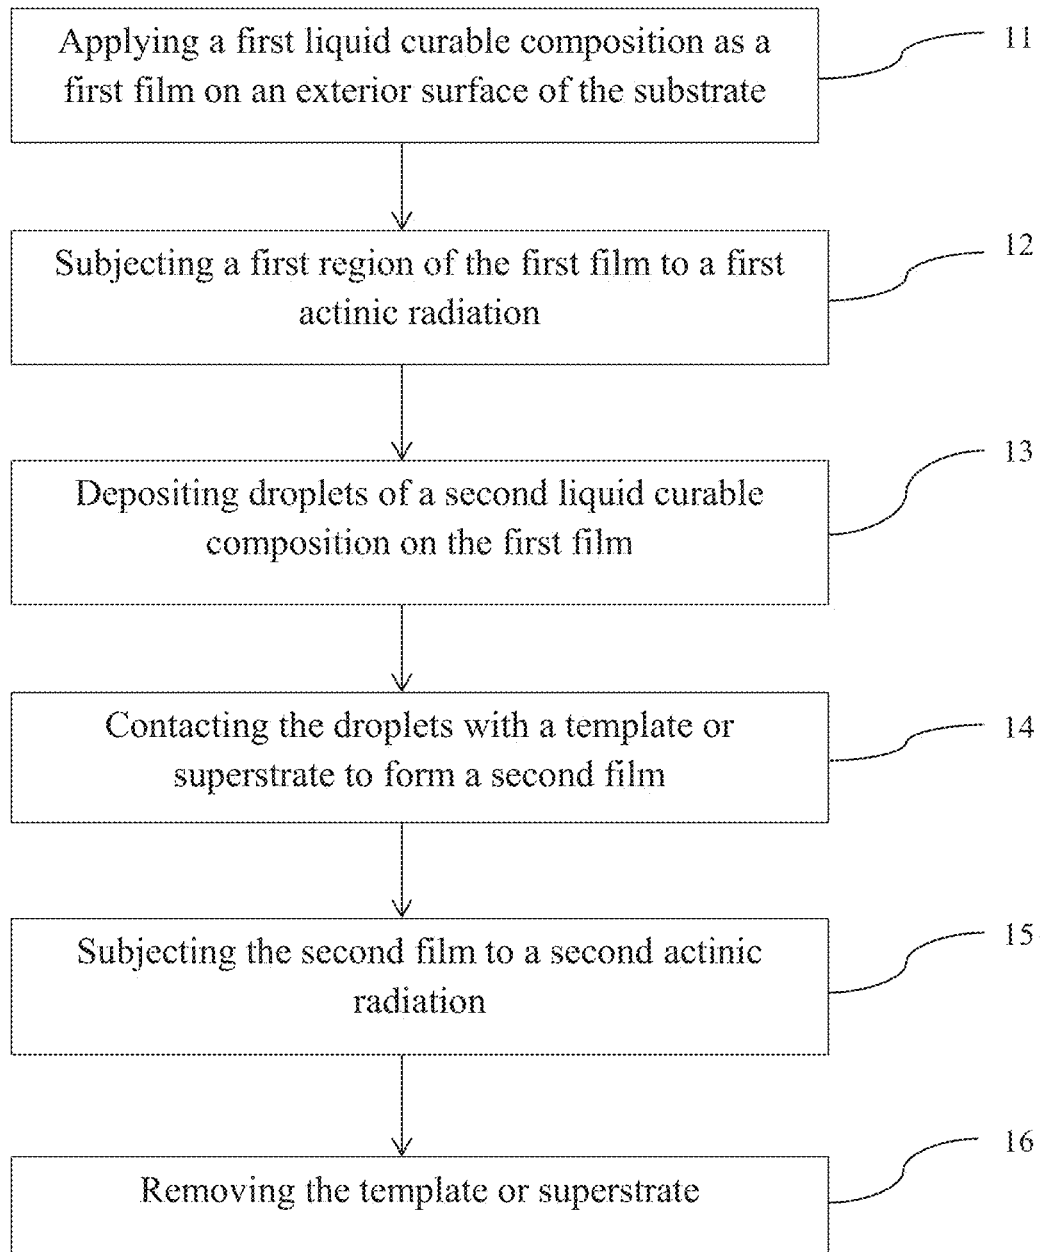 Applying a first liquid curable composition as a
first film on an exterior surface of the substrate
11
Subjecting a first region of the first film to a first
actinic radiation
12
Depositing droplets of a second liquid curable
composition on the first film
13
Contacting the droplets with a template or
superstrate to form a second film
14
Subjecting the second film to a second actinic
radiation
15
Removing the template or superstrate
16